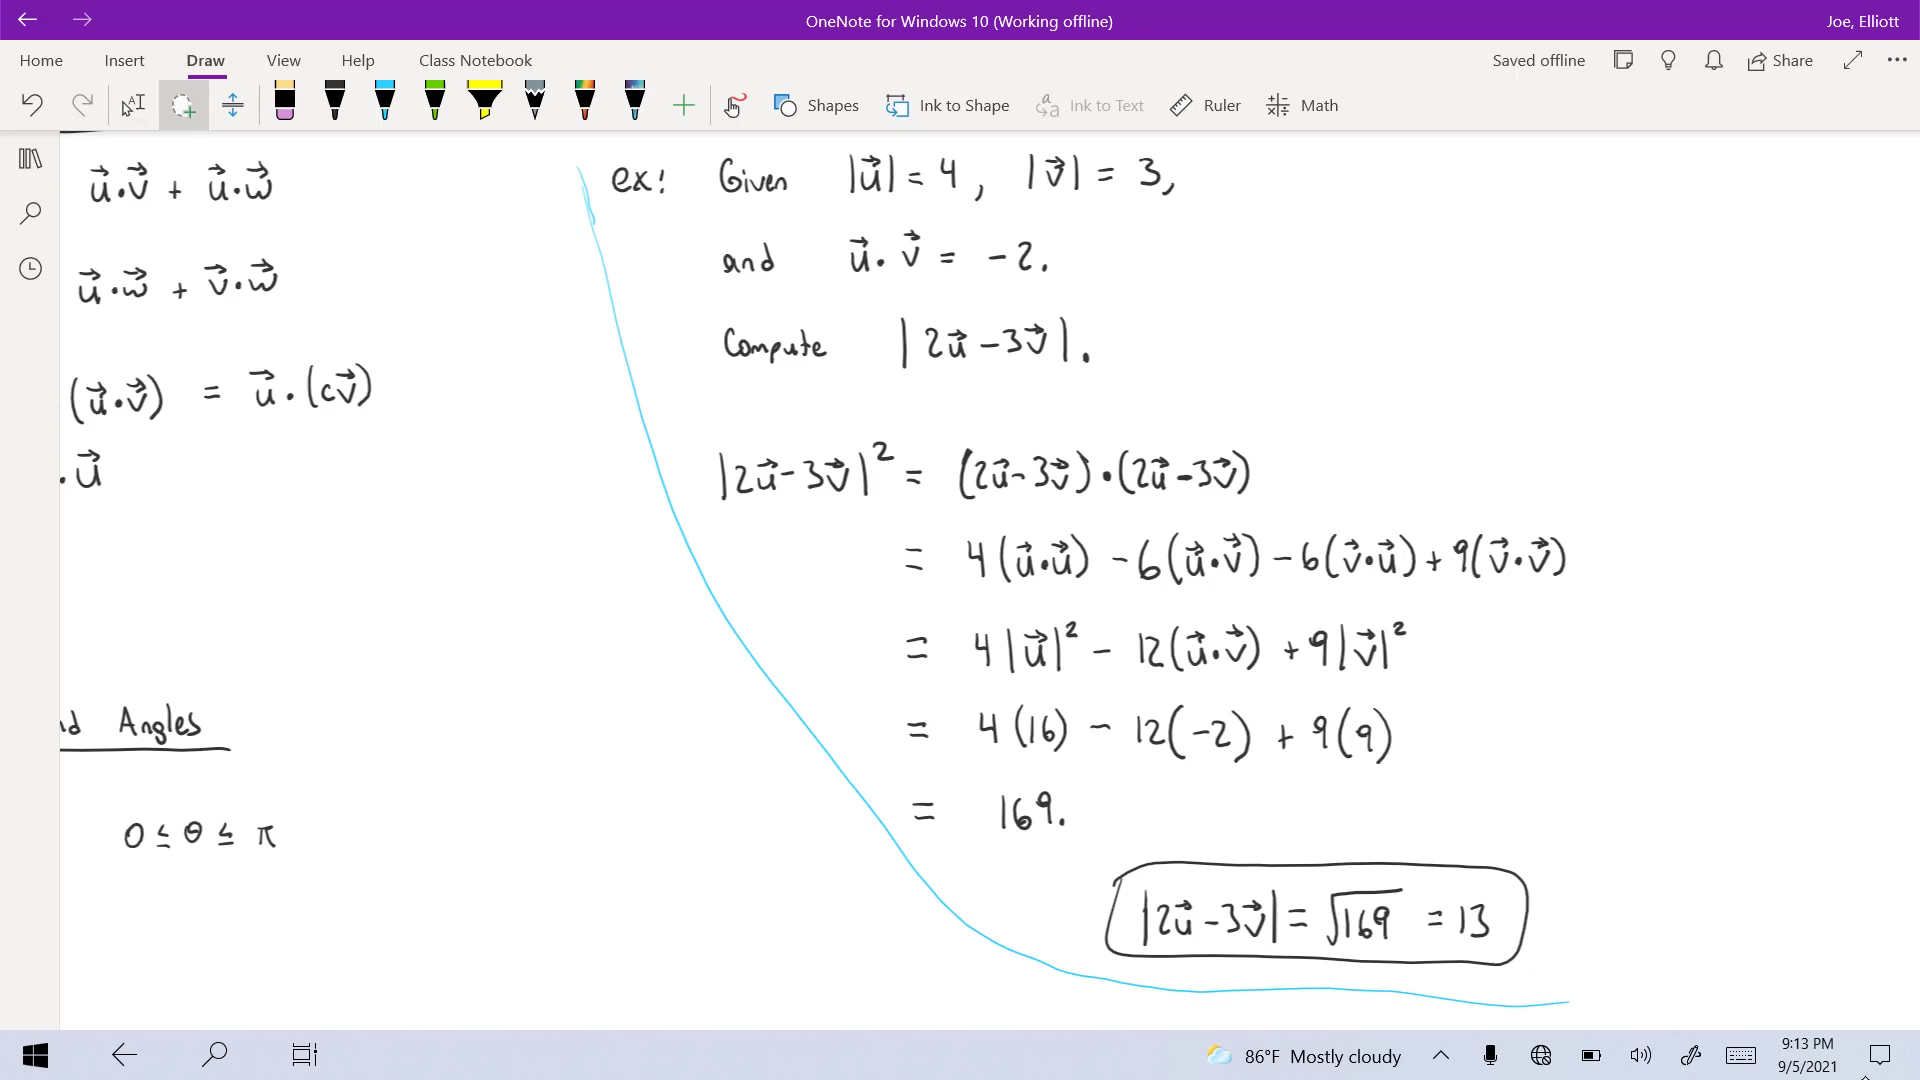 OneNote for Windows 10 (Working offline)
Joe, Elliott
Home Insert Draw View Help Class Notebook
Saved offline Share
Shapes Ink to Shape Ink to Text Ruler Math
u⃗·v⃗ + u⃗·w⃗
u⃗·w⃗ + v⃗·w⃗
(u⃗·v⃗) = u⃗·(cv⃗)
·u⃗
nd Angles
0 ≤ θ ≤ π
ex: Given |u⃗| = 4, |v⃗| = 3,
and u⃗·v⃗ = -2.
Compute |2u⃗ - 3v⃗|.
|2u⃗ - 3v⃗|² = (2u⃗ - 3v⃗)·(2u⃗ - 3v⃗)
= 4(u⃗·u⃗) - 6(u⃗·v⃗) - 6(v⃗·u⃗) + 9(v⃗·v⃗)
= 4|u⃗|² - 12(u⃗·v⃗) + 9|v⃗|²
= 4(16) - 12(-2) + 9(9)
= 169.
|2u⃗ - 3v⃗| = √169 = 13
86°F Mostly cloudy
9:13 PM
9/5/2021